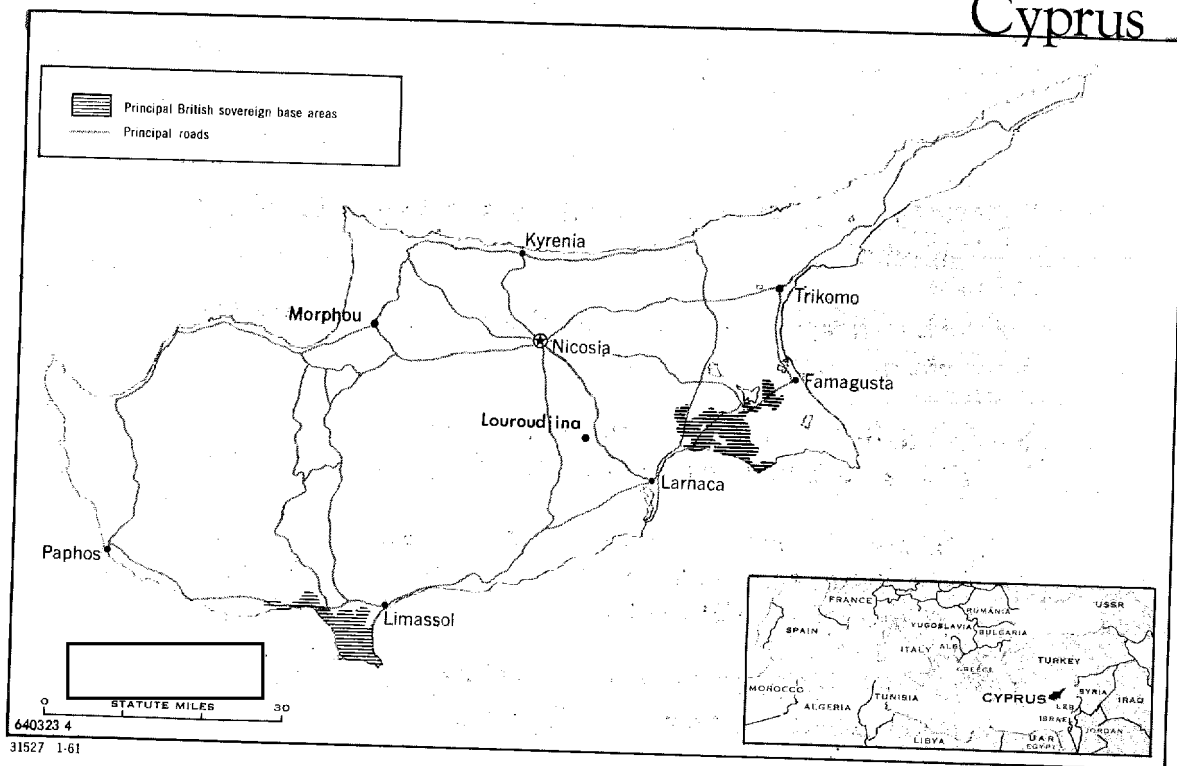 Cyprus
Principal British sovereign base areas
Principal roads
Kyrenia
Trikomo
Morphou
Nicosia
Famagusta
Louroudjina
Larnaca
Paphos
Limassol
STATUTE MILES
0 30
640323 4
31527 1-61
FRANCE
RUMANIA
USSR
SPAIN
YUGOSLAVIA
BULGARIA
ITALY
ALB
GREECE
TURKEY
MOROCCO
ALGERIA
TUNISIA
CYPRUS
SYRIA
LEB
IRAQ
ISRAEL
JORDAN
LIBYA
UAR
EGYPT